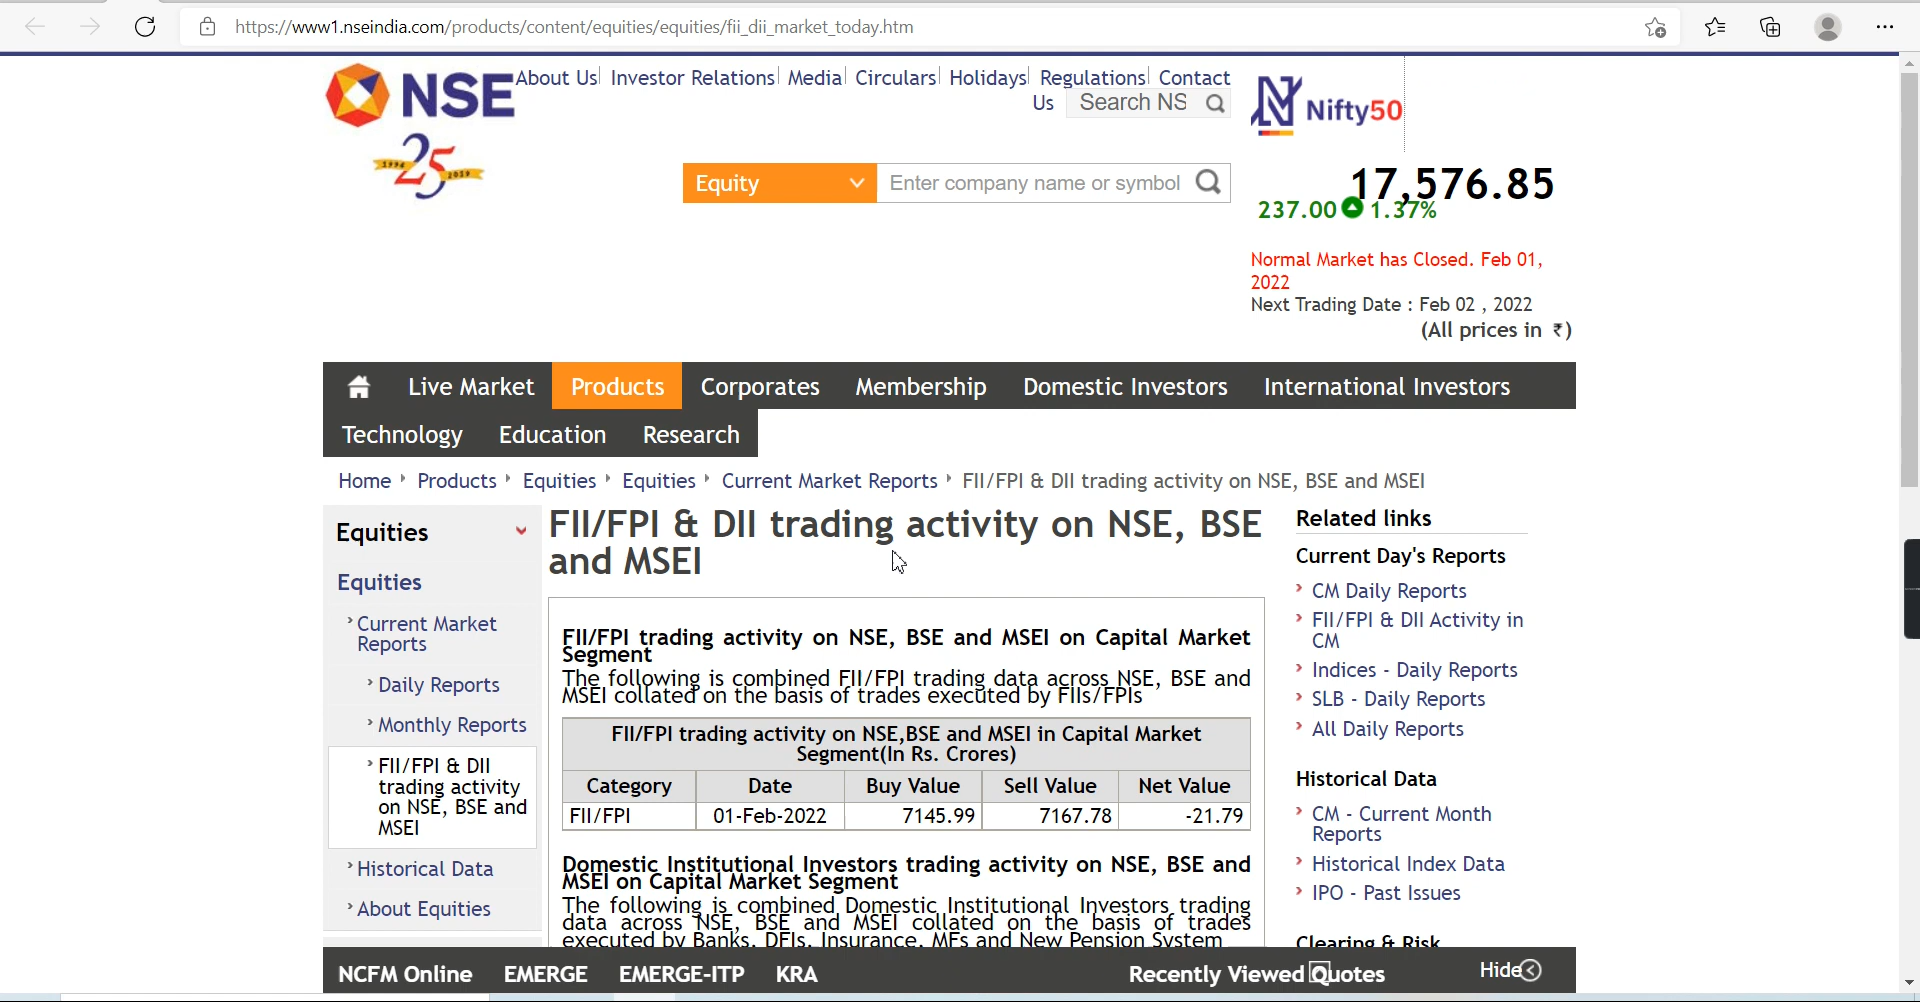 https://www1.nseindia.com/products/content/equities/equities/fii_dii_market_today.htm
NSE
1994 25 2019
About Us Investor Relations Media Circulars Holidays Regulations Contact
Us Search NS
Nifty50
Equity Enter company name or symbol
17,576.85
237.00 1.37%
Normal Market has Closed. Feb 01,
2022
Next Trading Date : Feb 02 , 2022
(All prices in ₹)
Live Market Products Corporates Membership Domestic Investors International Investors
Technology Education Research
Home Products Equities Equities Current Market Reports FII/FPI & DII trading activity on NSE, BSE and MSEI
Equities
Equities
Current Market
Reports
Daily Reports
Monthly Reports
FII/FPI & DII
trading activity
on NSE, BSE and
MSEI
Historical Data
About Equities
FII/FPI & DII trading activity on NSE, BSE
and MSEI
FII/FPI trading activity on NSE, BSE and MSEI on Capital Market
Segment
The following is combined FII/FPI trading data across NSE, BSE and
MSEI collated on the basis of trades executed by FIIs/FPIs
FII/FPI trading activity on NSE,BSE and MSEI in Capital Market
Segment(In Rs. Crores)
Category Date Buy Value Sell Value Net Value
FII/FPI 01-Feb-2022 7145.99 7167.78 -21.79
Domestic Institutional Investors trading activity on NSE, BSE and
MSEI on Capital Market Segment
The following is combined Domestic Institutional Investors trading
data across NSE, BSE and MSEI collated on the basis of trades
executed by Banks, DFIs, Insurance, MFs and New Pension System
Related links
Current Day's Reports
CM Daily Reports
FII/FPI & DII Activity in
CM
Indices - Daily Reports
SLB - Daily Reports
All Daily Reports
Historical Data
CM - Current Month
Reports
Historical Index Data
IPO - Past Issues
Clearing & Risk
NCFM Online EMERGE EMERGE-ITP KRA Recently Viewed Quotes Hide